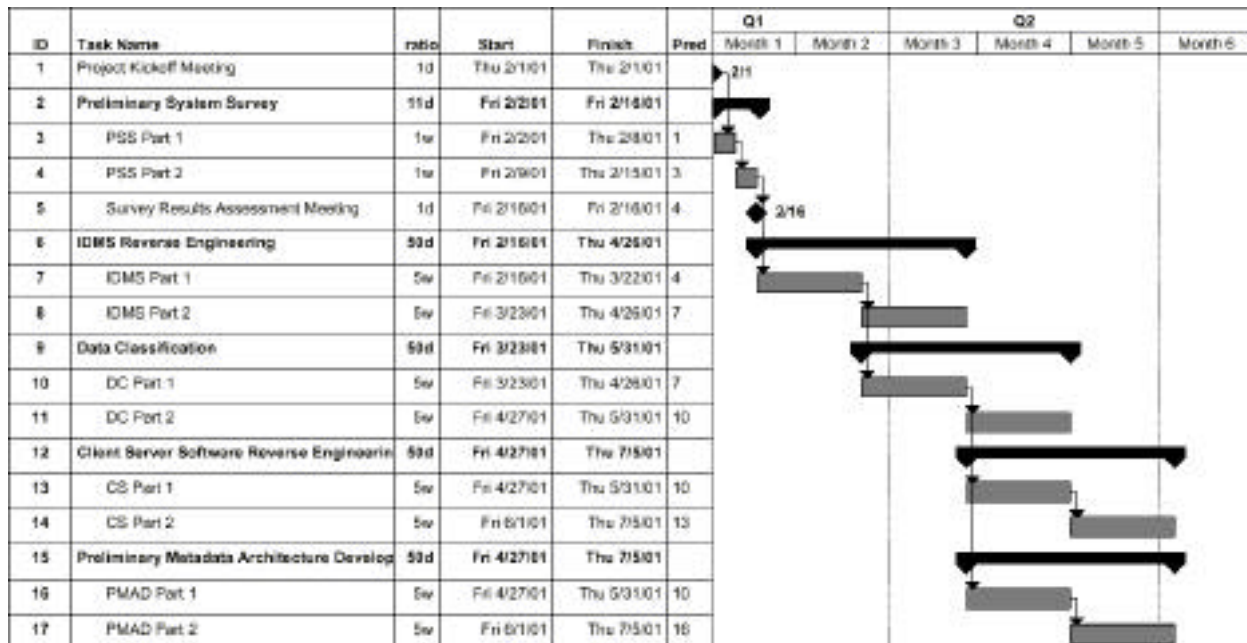 Q1 Q2
ID Task Name ratio Start Finish Pred Month 1 Month 2 Month 3 Month 4 Month 5 Month 6
1 Project Kickoff Meeting 1d Thu 2/1/01 Thu 2/1/01 2/1
2 Preliminary System Survey 11d Fri 2/2/01 Fri 2/16/01
3 PSS Part 1 1w Fri 2/2/01 Thu 2/8/01 1
4 PSS Part 2 1w Fri 2/9/01 Thu 2/15/01 3
5 Survey Results Assessment Meeting 1d Fri 2/16/01 Fri 2/16/01 4 2/16
6 IDMS Reverse Engineering 50d Fri 2/16/01 Thu 4/26/01
7 IDMS Part 1 5w Fri 2/16/01 Thu 3/22/01 4
8 IDMS Part 2 5w Fri 3/23/01 Thu 4/26/01 7
9 Data Classification 50d Fri 3/23/01 Thu 5/31/01
10 DC Part 1 5w Fri 3/23/01 Thu 4/26/01 7
11 DC Part 2 5w Fri 4/27/01 Thu 5/31/01 10
12 Client Server Software Reverse Engineerin 50d Fri 4/27/01 Thu 7/5/01
13 CS Part 1 5w Fri 4/27/01 Thu 5/31/01 10
14 CS Part 2 5w Fri 6/1/01 Thu 7/5/01 13
15 Preliminary Metadata Architecture Develop 50d Fri 4/27/01 Thu 7/5/01
16 PMAD Part 1 5w Fri 4/27/01 Thu 5/31/01 10
17 PMAD Part 2 5w Fri 6/1/01 Thu 7/5/01 16